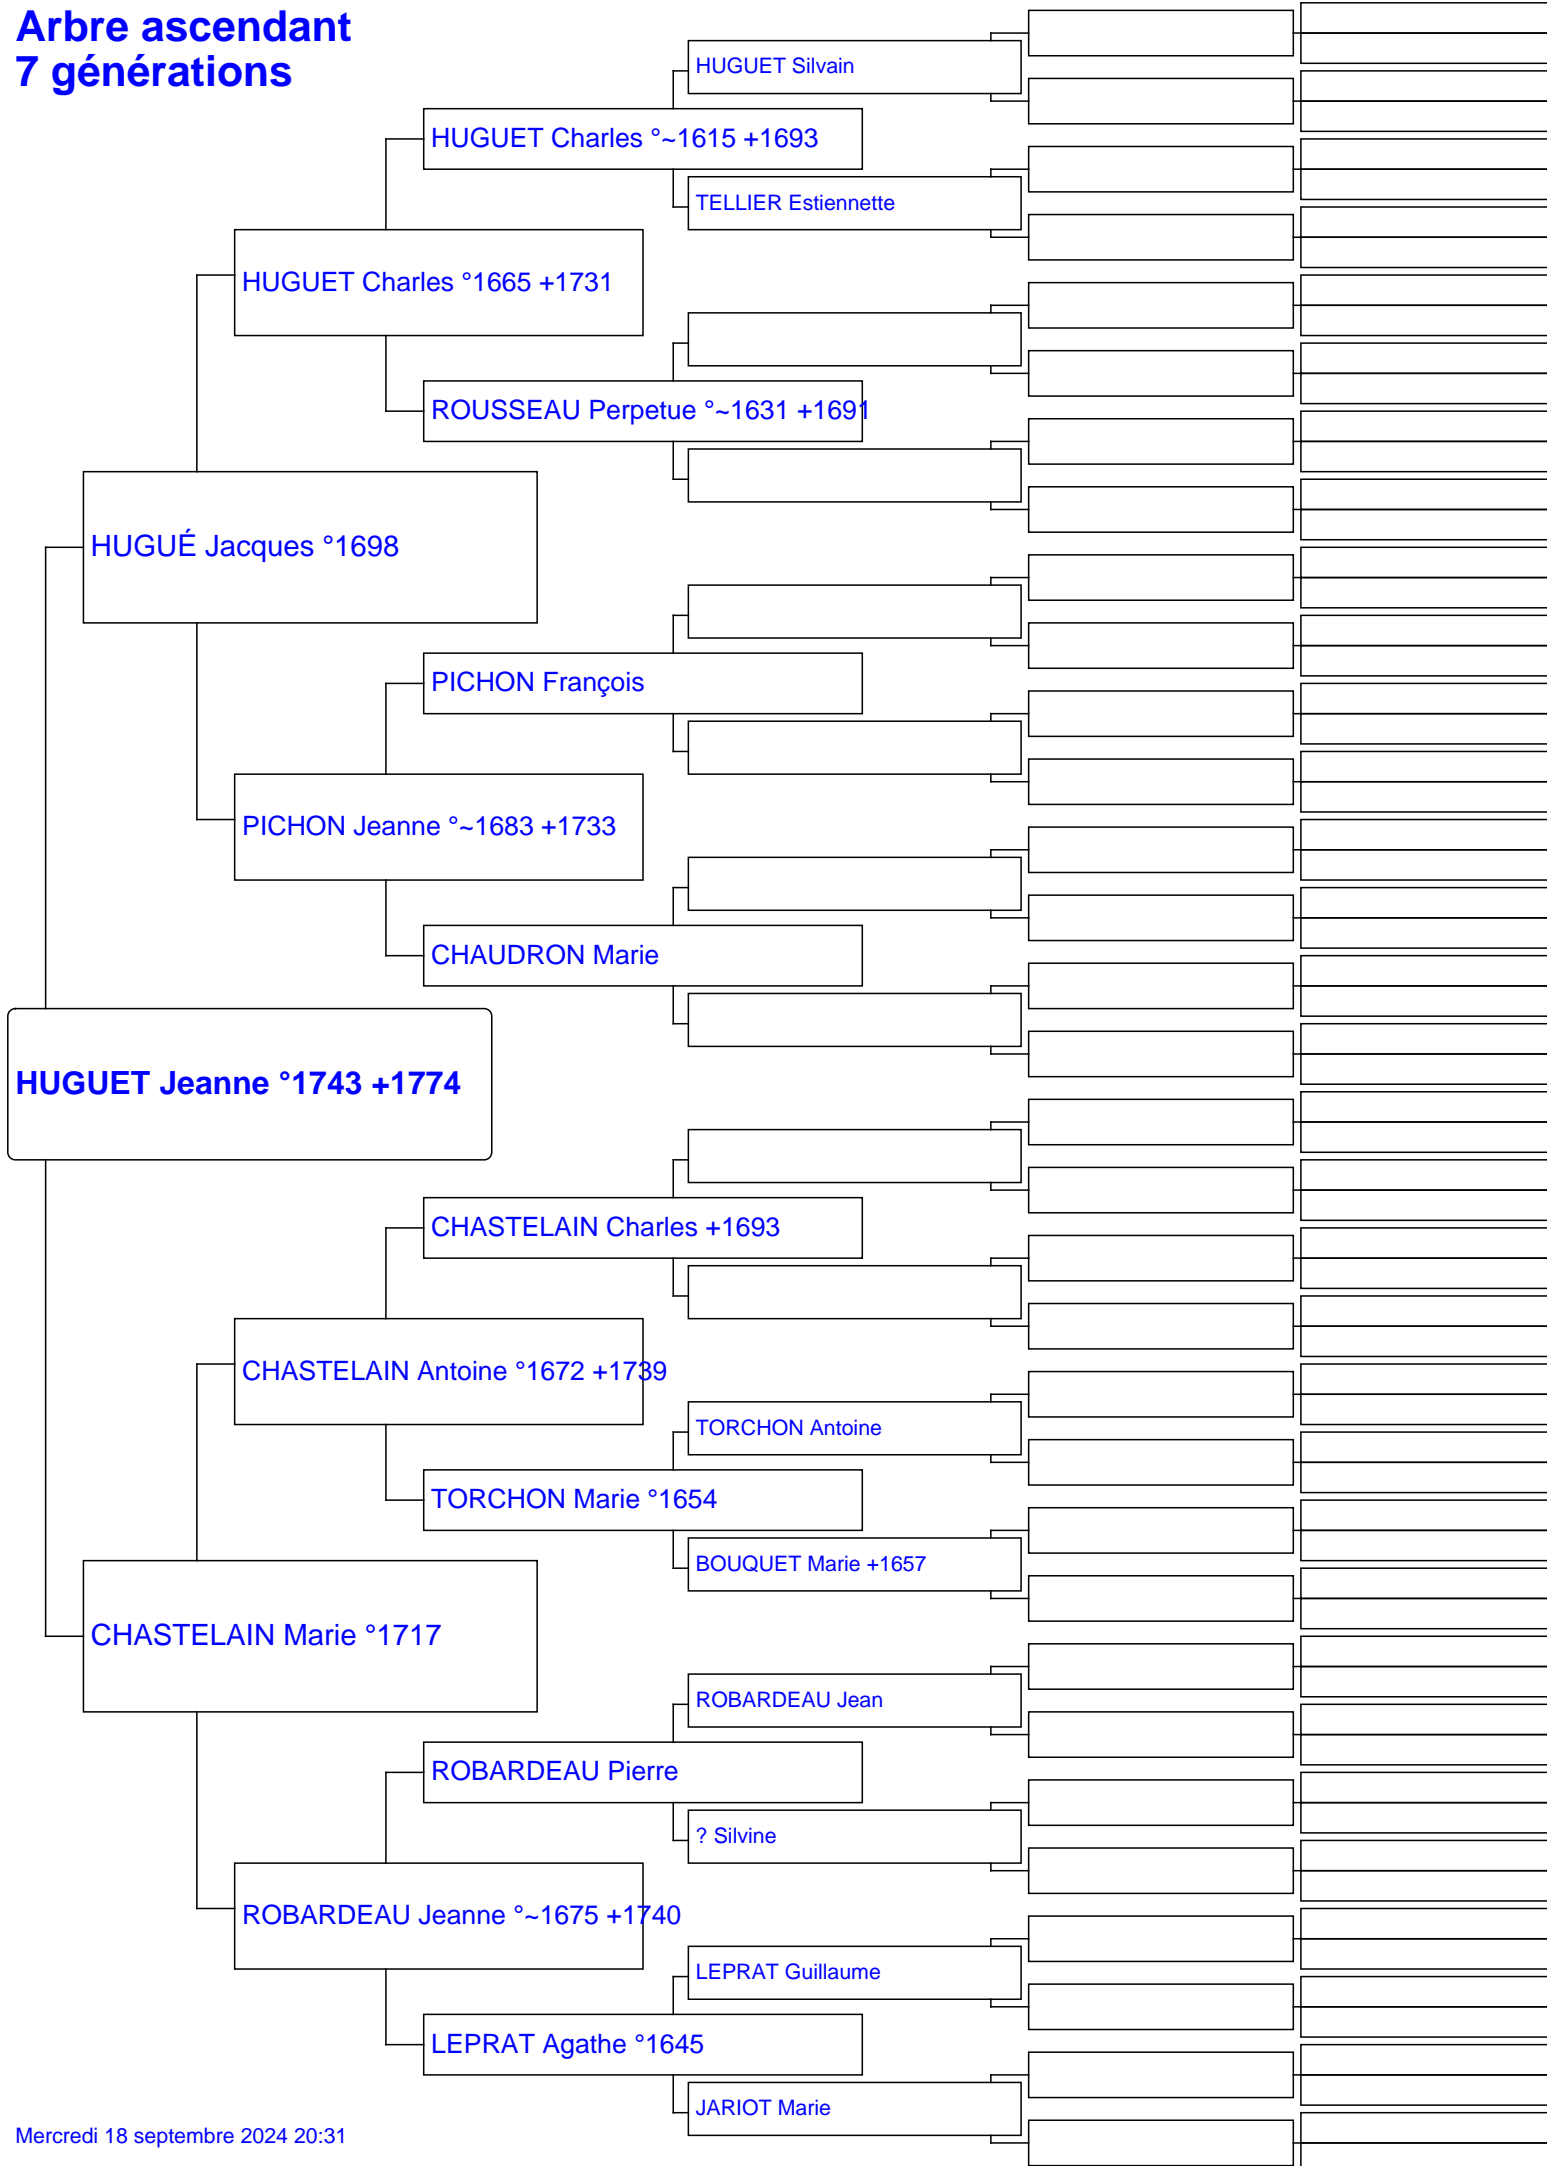 Arbre ascendant
7 générations
HUGUET Silvain
HUGUET Charles °~1615 +1693
TELLIER Estiennette
HUGUET Charles °1665 +1731
ROUSSEAU Perpetue °~1631 +1691
HUGUÉ Jacques °1698
PICHON François
PICHON Jeanne °~1683 +1733
CHAUDRON Marie
HUGUET Jeanne °1743 +1774
CHASTELAIN Charles +1693
CHASTELAIN Antoine °1672 +1739
TORCHON Antoine
TORCHON Marie °1654
BOUQUET Marie +1657
CHASTELAIN Marie °1717
ROBARDEAU Jean
ROBARDEAU Pierre
? Silvine
ROBARDEAU Jeanne °~1675 +1740
LEPRAT Guillaume
LEPRAT Agathe °1645
JARIOT Marie
Mercredi 18 septembre 2024 20:31